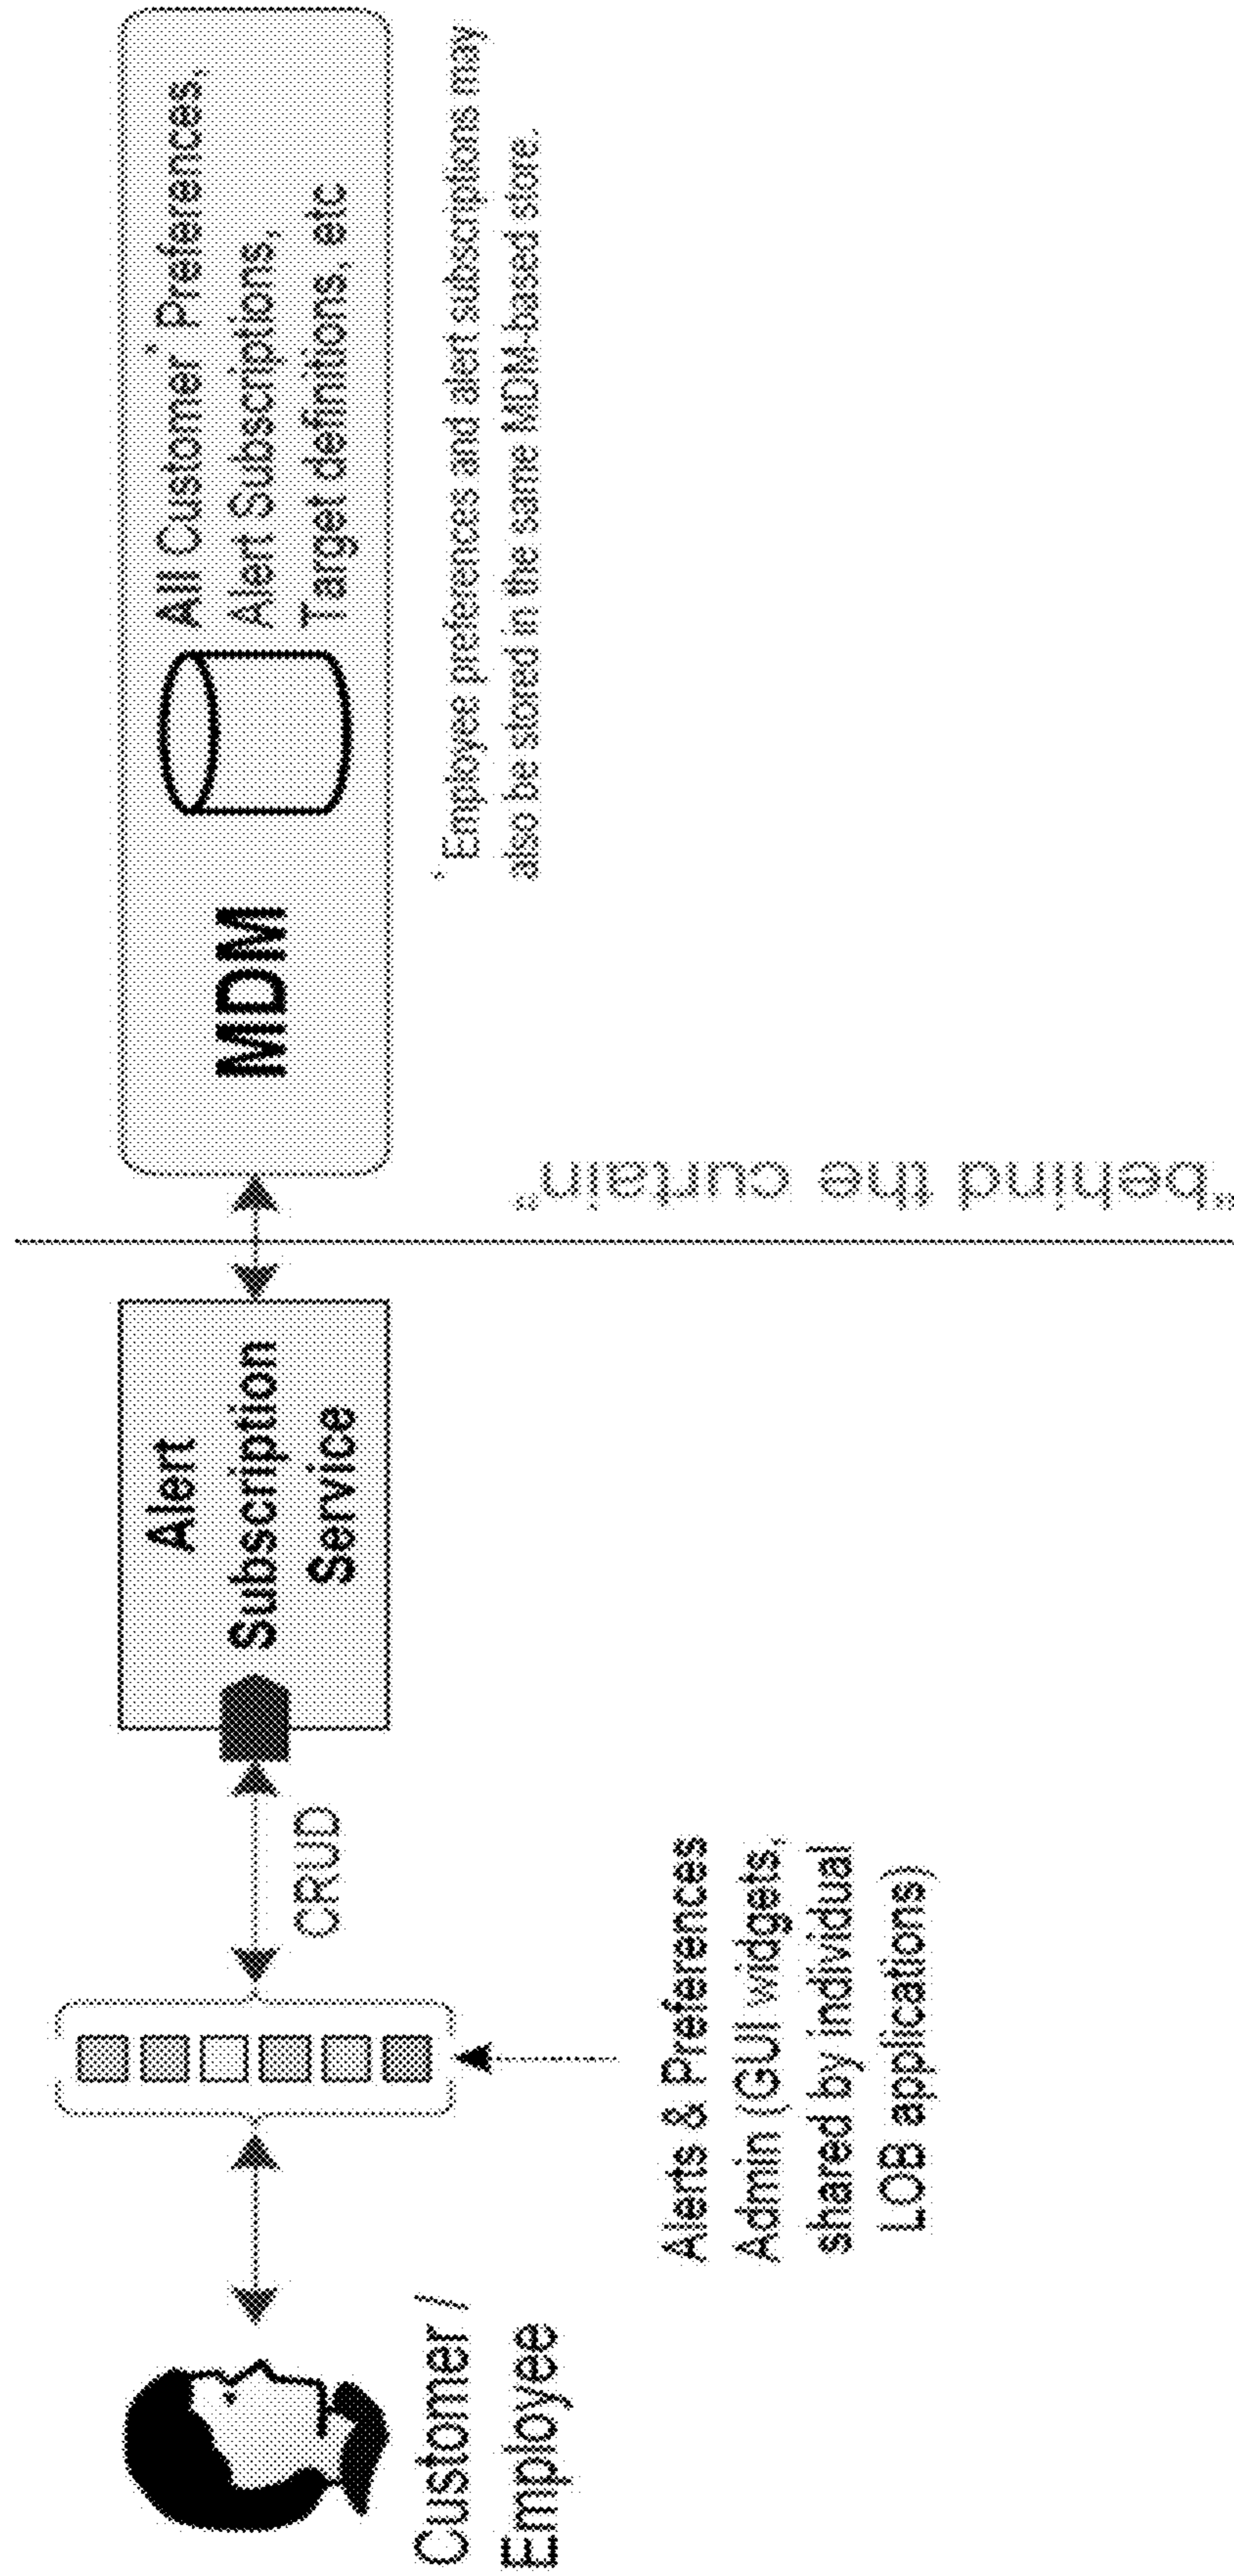 Customer /
Employee
Alerts & Preferences
Admin (GUI widgets,
shared by individual
LOB applications)
CRUD
Alert
Subscription
Service
"behind the curtain"
MDM
All Customer* Preferences,
Alert Subscriptions,
Target definitions, etc
* Employee preferences and alert subscriptions may
also be stored in the same MDM-based store.